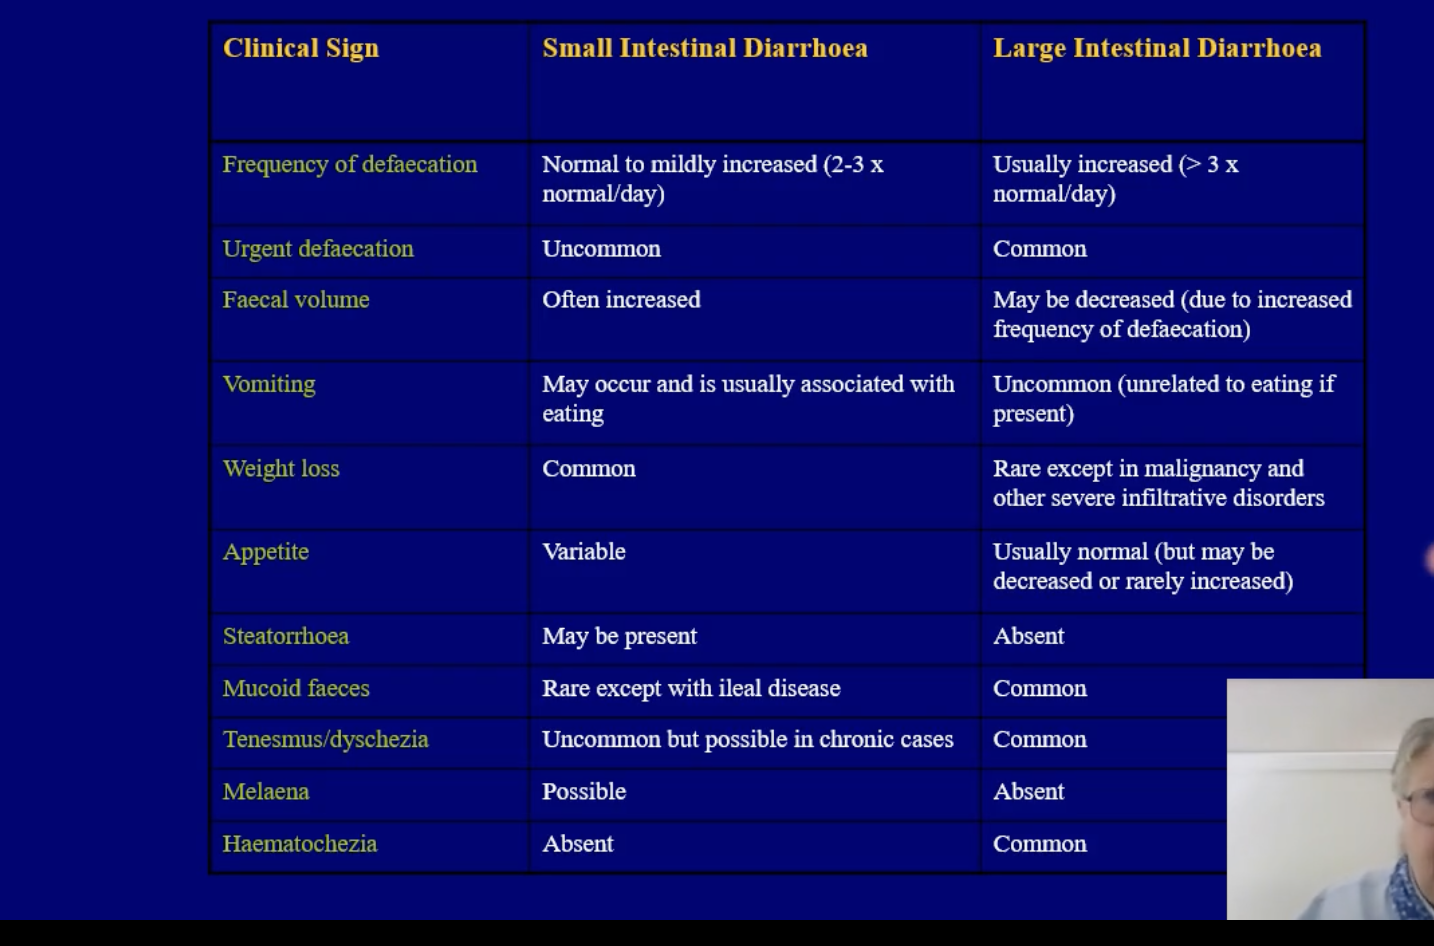 Clinical Sign
Small Intestinal Diarrhoea
Large Intestinal Diarrhoea
Frequency of defaecation
Normal to mildly increased (2-3 x
normal/day)
Usually increased (> 3 x
normal/day)
Urgent defaecation
Uncommon
Common
Faecal volume
Often increased
May be decreased (due to increased
frequency of defaecation)
Vomiting
May occur and is usually associated with
eating
Uncommon (unrelated to eating if
present)
Weight loss
Common
Rare except in malignancy and
other severe infiltrative disorders
Appetite
Variable
Usually normal (but may be
decreased or rarely increased)
Steatorrhoea
May be present
Absent
Mucoid faeces
Rare except with ileal disease
Common
Tenesmus/dyschezia
Uncommon but possible in chronic cases
Common
Melaena
Possible
Absent
Haematochezia
Absent
Common